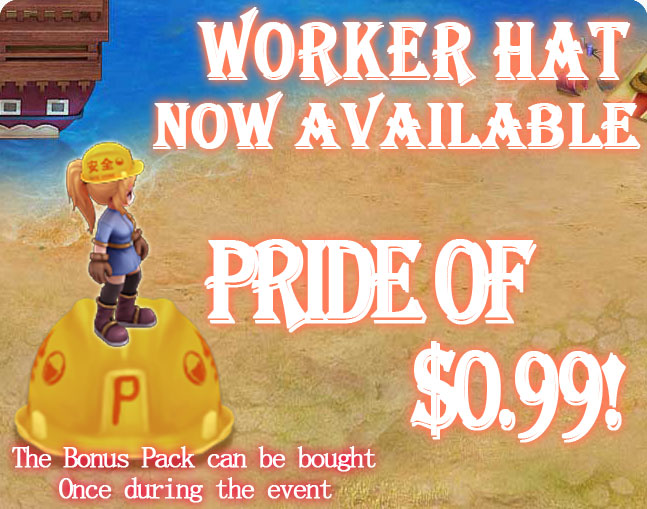 WORKER HAT
NOW AVAILABLE
安全
PRIDE OF
$0.99!
P
The Bonus Pack can be bought
Once during the event